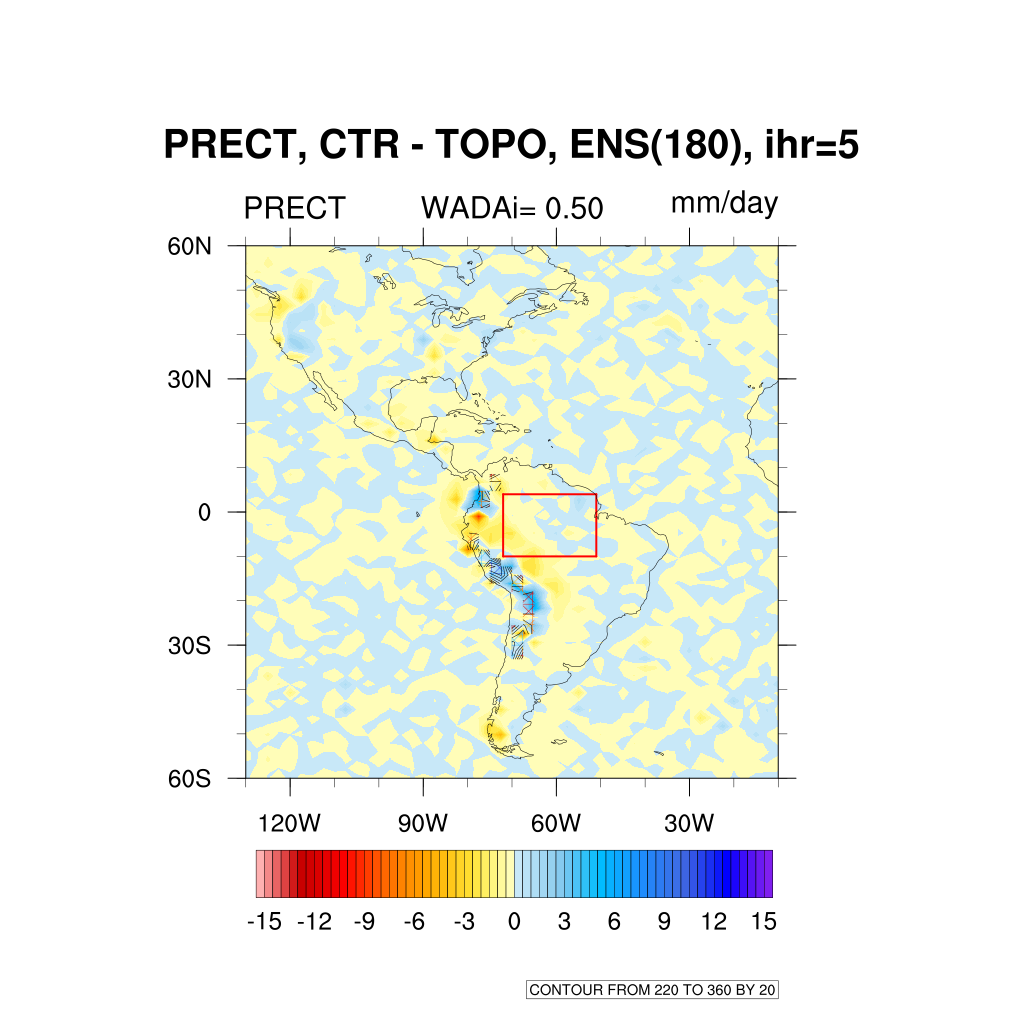 PRECT, CTR - TOPO, ENS(180), ihr=5
PRECT WADAi= 0.50 mm/day
60N
30N
0
30S
60S
120W 90W 60W 30W
-15 -12 -9 -6 -3 0 3 6 9 12 15
CONTOUR FROM 220 TO 360 BY 20